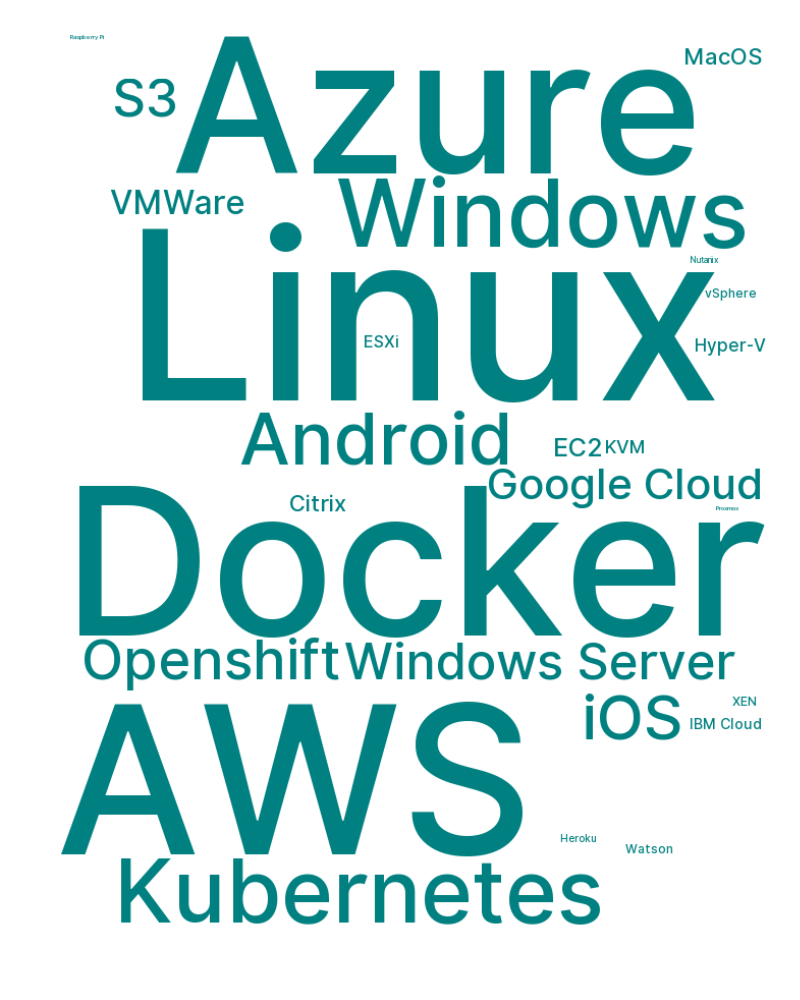 Raspberry Pi
MacOS
Azure
S3
VMWare
Windows
Nutanix
Linux
vSphere
ESXi
Hyper-V
Android
EC2
KVM
Google Cloud
Citrix
Proxmox
Docker
Openshift
Windows Server
iOS
XEN
IBM Cloud
AWS
Heroku
Watson
Kubernetes